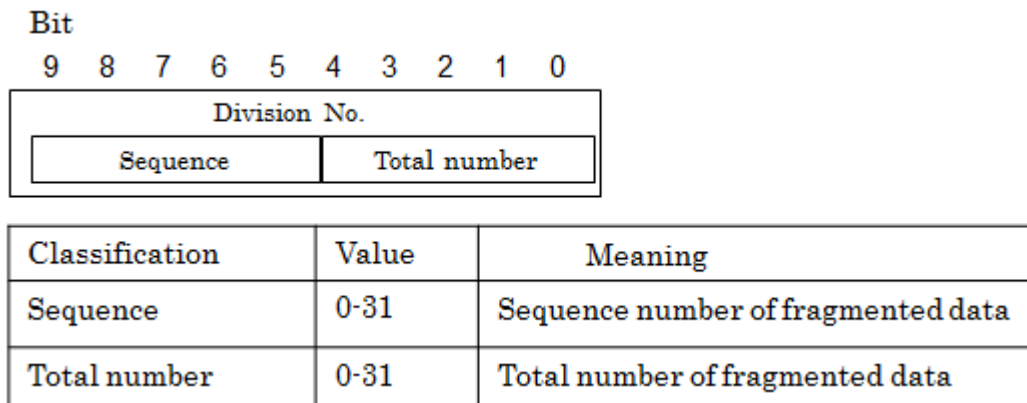 Bit
9 8 7 6 5 4 3 2 1 0
Division No.
Sequence Total number
Classification Value Meaning
Sequence 0-31 Sequence number of fragmented data
Total number 0-31 Total number of fragmented data